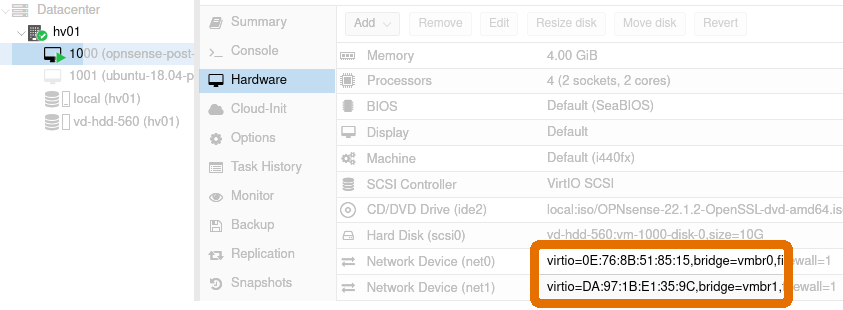 Datacenter
hv01
1000 (opnsense-post-
1001 (ubuntu-18.04-p
local (hv01)
vd-hdd-560 (hv01)
Summary
Console
Hardware
Cloud-Init
Options
Task History
Monitor
Backup
Replication
Snapshots
Add Remove Edit Resize disk Move disk Revert
Memory 4.00 GiB
Processors 4 (2 sockets, 2 cores)
BIOS Default (SeaBIOS)
Display Default
Machine Default (i440fx)
SCSI Controller VirtIO SCSI
CD/DVD Drive (ide2) local:iso/OPNsense-22.1.2-OpenSSL-dvd-amd64.is
Hard Disk (scsi0) vd-hdd-560:vm-1000-disk-0,size=10G
Network Device (net0) virtio=0E:76:8B:51:85:15,bridge=vmbr0,firewall=1
Network Device (net1) virtio=DA:97:1B:E1:35:9C,bridge=vmbr1,firewall=1